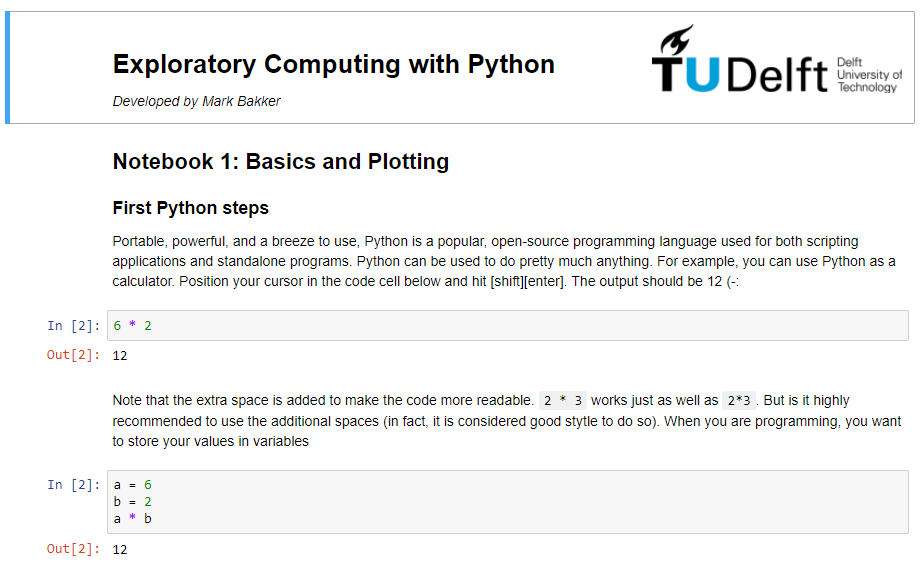 Exploratory Computing with Python
Developed by Mark Bakker
TU Delft
Delft
University of
Technology
Notebook 1: Basics and Plotting
First Python steps
Portable, powerful, and a breeze to use, Python is a popular, open-source programming language used for both scripting
applications and standalone programs. Python can be used to do pretty much anything. For example, you can use Python as a
calculator. Position your cursor in the code cell below and hit [shift][enter]. The output should be 12 (-:
In [2]: 6 * 2
Out[2]: 12
Note that the extra space is added to make the code more readable. 2 * 3 works just as well as 2*3 . But is it highly
recommended to use the additional spaces (in fact, it is considered good stytle to do so). When you are programming, you want
to store your values in variables
In [2]: a = 6
b = 2
a * b
Out[2]: 12